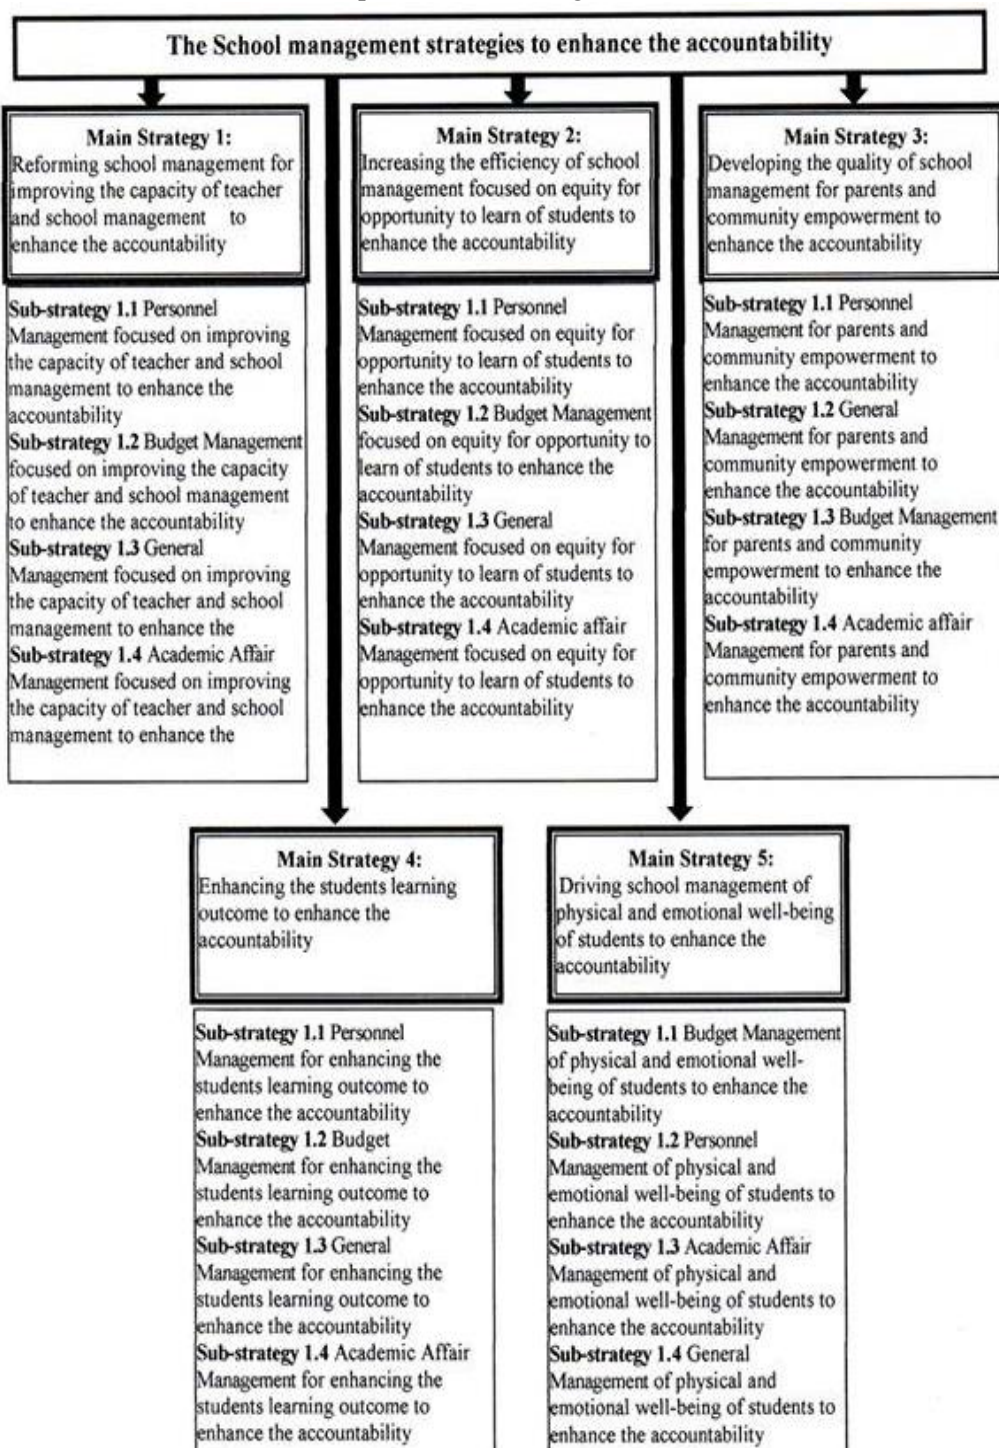 The School management strategies to enhance the accountability
Main Strategy 1:
Reforming school management for
improving the capacity of teacher
and school management to
enhance the accountability
Sub-strategy 1.1 Personnel
Management focused on improving
the capacity of teacher and school
management to enhance the
accountability
Sub-strategy 1.2 Budget Management
focused on improving the capacity
of teacher and school management
to enhance the accountability
Sub-strategy 1.3 General
Management focused on improving
the capacity of teacher and school
management to enhance the
Sub-strategy 1.4 Academic Affair
Management focused on improving
the capacity of teacher and school
management to enhance the
Main Strategy 2:
Increasing the efficiency of school
management focused on equity for
opportunity to learn of students to
enhance the accountability
Sub-strategy 1.1 Personnel
Management focused on equity for
opportunity to learn of students to
enhance the accountability
Sub-strategy 1.2 Budget Management
focused on equity for opportunity to
learn of students to enhance the
accountability
Sub-strategy 1.3 General
Management focused on equity for
opportunity to learn of students to
enhance the accountability
Sub-strategy 1.4 Academic affair
Management focused on equity for
opportunity to learn of students to
enhance the accountability
Main Strategy 3:
Developing the quality of school
management for parents and
community empowerment to
enhance the accountability
Sub-strategy 1.1 Personnel
Management for parents and
community empowerment to
enhance the accountability
Sub-strategy 1.2 General
Management for parents and
community empowerment to
enhance the accountability
Sub-strategy 1.3 Budget Management
for parents and community
empowerment to enhance the
accountability
Sub-strategy 1.4 Academic affair
Management for parents and
community empowerment to
enhance the accountability
Main Strategy 4:
Enhancing the students learning
outcome to enhance the
accountability
Sub-strategy 1.1 Personnel
Management for enhancing the
students learning outcome to
enhance the accountability
Sub-strategy 1.2 Budget
Management for enhancing the
students learning outcome to
enhance the accountability
Sub-strategy 1.3 General
Management for enhancing the
students learning outcome to
enhance the accountability
Sub-strategy 1.4 Academic Affair
Management for enhancing the
students learning outcome to
enhance the accountability
Main Strategy 5:
Driving school management of
physical and emotional well-being
of students to enhance the
accountability
Sub-strategy 1.1 Budget Management
of physical and emotional well-
being of students to enhance the
accountability
Sub-strategy 1.2 Personnel
Management of physical and
emotional well-being of students to
enhance the accountability
Sub-strategy 1.3 Academic Affair
Management of physical and
emotional well-being of students to
enhance the accountability
Sub-strategy 1.4 General
Management of physical and
emotional well-being of students to
enhance the accountability